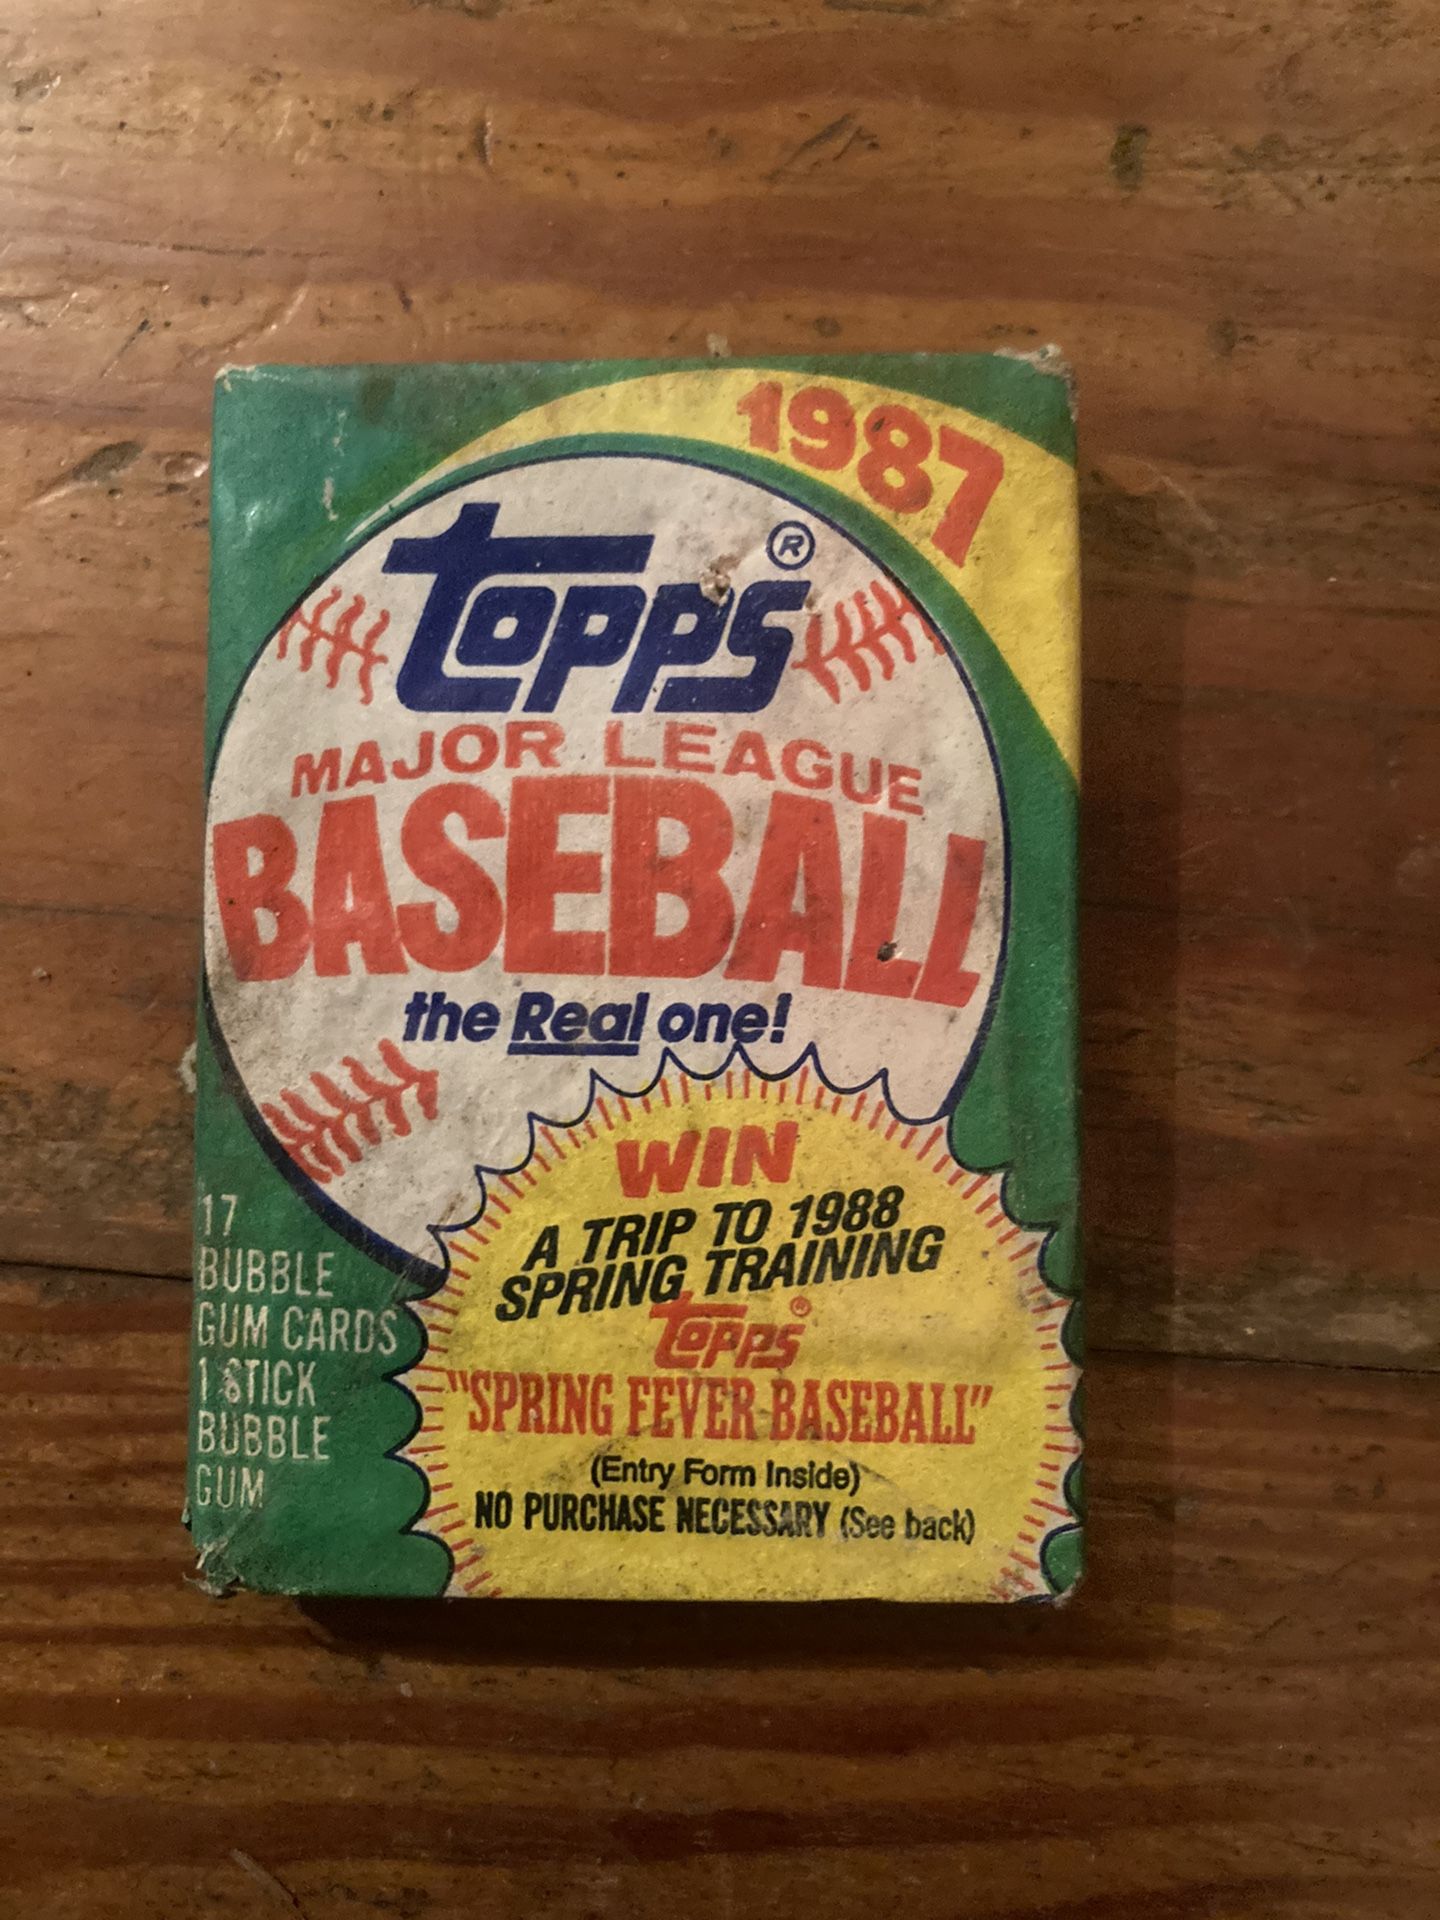 1987
topps®
MAJOR LEAGUE
BASEBALL
the Real one!
WIN
A TRIP TO 1988
SPRING TRAINING
topps®
"SPRING FEVER BASEBALL"
(Entry Form Inside)
NO PURCHASE NECESSARY (See back)
17
BUBBLE
GUM CARDS
1 STICK
BUBBLE
GUM